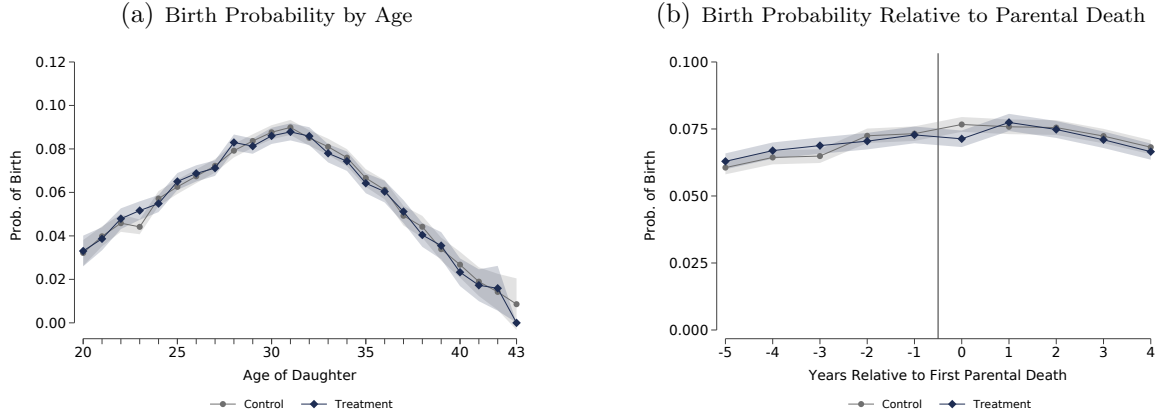 (a) Birth Probability by Age
0.12
0.10
0.08
0.06
0.04
0.02
0.00
Prob. of Birth
20 25 30 35 40 43
Age of Daughter
Control Treatment
(b) Birth Probability Relative to Parental Death
0.100
0.075
0.050
0.025
0.000
Prob. of Birth
-5 -4 -3 -2 -1 0 1 2 3 4
Years Relative to First Parental Death
Control Treatment